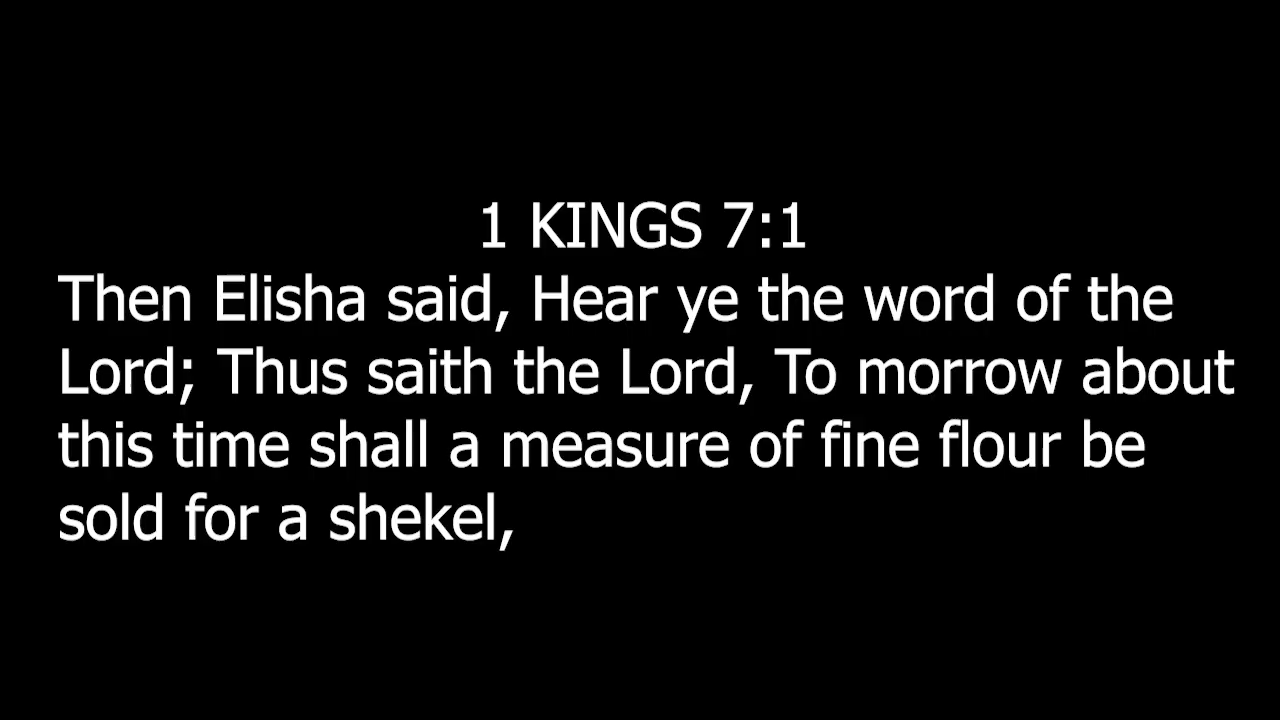 1 KINGS 7:1
Then Elisha said, Hear ye the word of the
Lord; Thus saith the Lord, To morrow about
this time shall a measure of fine flour be
sold for a shekel,